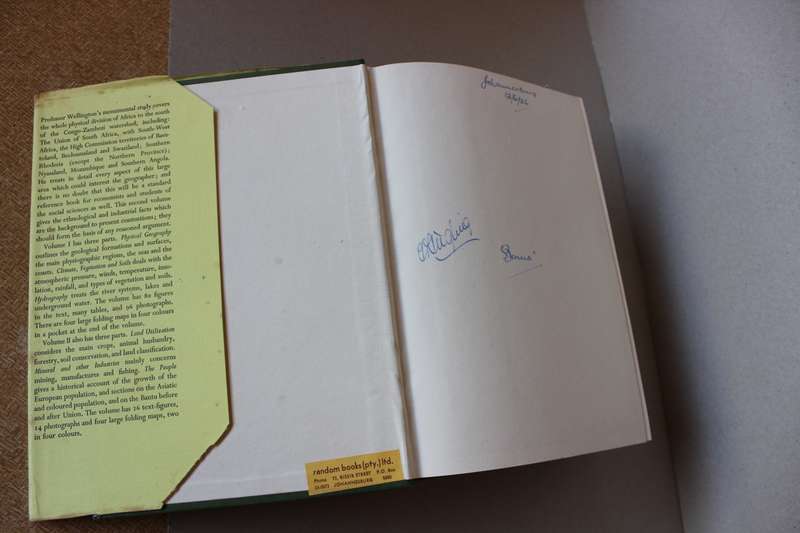 Professor Wellington's monumental study covers
the whole physical division of Africa to the south
of the Congo-Zambezi watershed, including:
The Union of South Africa, with South-West
Africa, the High Commission territories of Basu-
toland, Bechuanaland and Swaziland; Southern
Rhodesia (except the Northern Province);
Nyasaland, Mozambique and Southern Angola.
He treats in detail every aspect of this large
area which could interest the geographer; and
there is no doubt that this will be a standard
reference book for economists and students of
the social sciences as well. This second volume
gives the ethnological and industrial facts which
are the background to present contentions; they
should form the basis of any reasoned argument.
Volume I has three parts. Physical Geography
outlines the geological formations and surfaces,
the main physiographic regions, the seas and the
coasts. Climate, Vegetation and Soils deals with the
atmospheric pressure, winds, temperature, inso-
lation, rainfall, and types of vegetation and soils.
Hydrography treats the river systems, lakes and
underground water. The volume has 80 figures
in the text, many tables, and 96 photographs.
There are four large folding maps in four colours
in a pocket at the end of the volume.
Volume II also has three parts. Land Utilization
considers the main crops, animal husbandry,
forestry, soil conservation, and land classification.
Mineral and other Industries mainly concerns
mining, manufactures and fishing. The People
gives a historical account of the growth of the
European population, and sections on the Asiatic
and coloured population, and on the Bantu before
and after Union. The volume has 26 text-figures,
14 photographs and four large folding maps, two
in four colours.
random books (pty.) ltd.
Phone 72, BISSIK STREET P.O. Box
JOHANNESBURG
Johannesburg